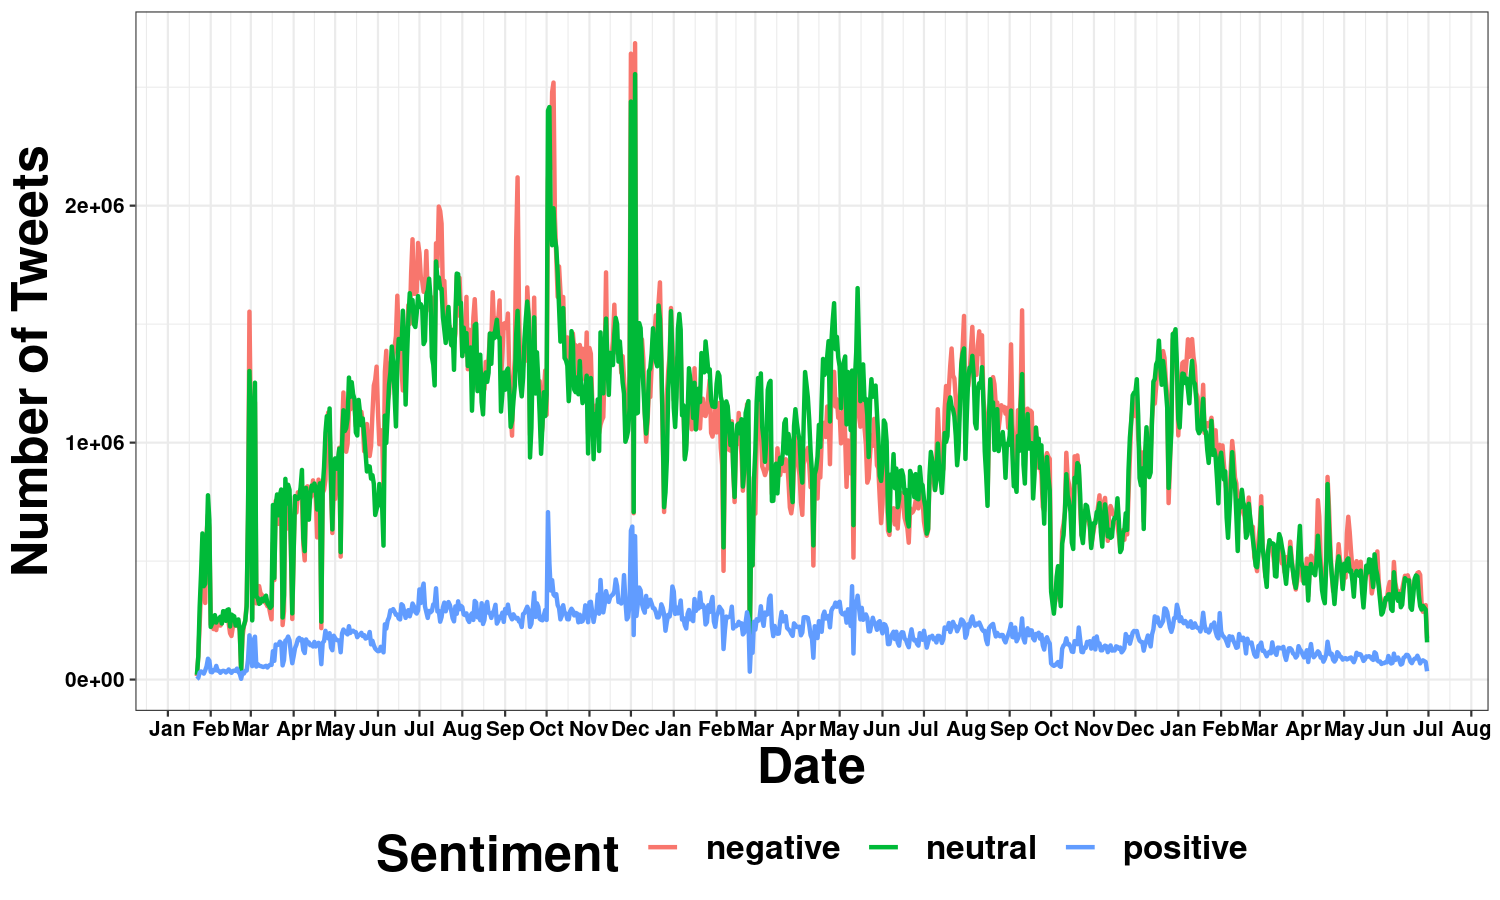 Number of Tweets
2e+06
1e+06
0e+00
Jan Feb Mar Apr May Jun Jul Aug Sep Oct Nov Dec Jan Feb Mar Apr May Jun Jul Aug Sep Oct Nov Dec Jan Feb Mar Apr May Jun Jul Aug
Date
Sentiment negative neutral positive